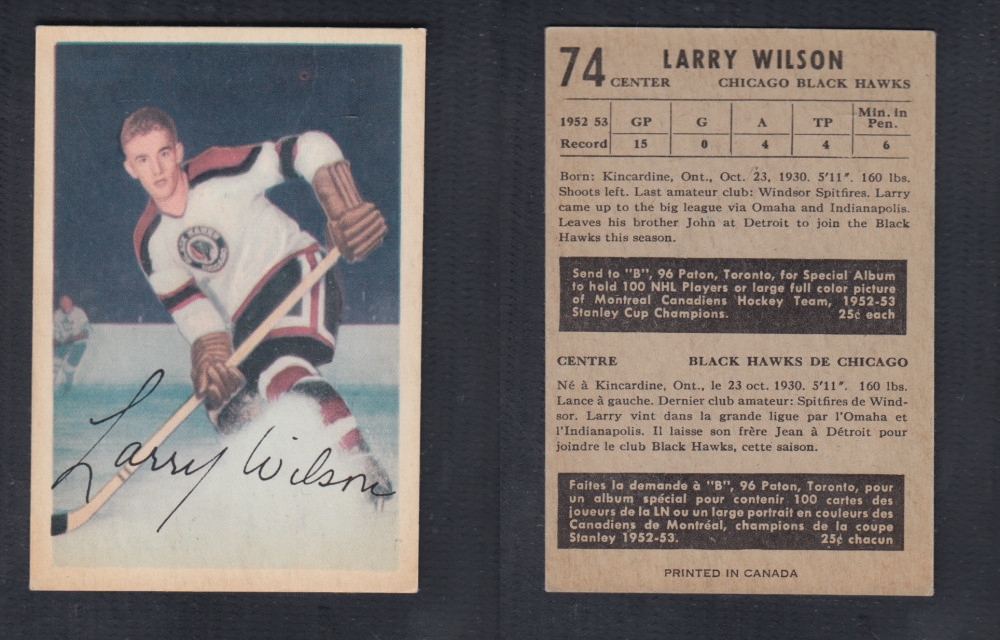 Larry Wilson
BLACK HAWKS
74 LARRY WILSON
CENTER CHICAGO BLACK HAWKS
1952 53 GP G A TP Min. in Pen.
Record 15 0 4 4 6
Born: Kincardine, Ont., Oct. 23, 1930. 5'11". 160 lbs.
Shoots left. Last amateur club: Windsor Spitfires. Larry
came up to the big league via Omaha and Indianapolis.
Leaves his brother John at Detroit to join the Black
Hawks this season.
Send to "B", 96 Paton, Toronto, for Special Album
to hold 100 NHL Players or large full color picture
of Montreal Canadiens Hockey Team, 1952-53
Stanley Cup Champions. 25¢ each
CENTRE BLACK HAWKS DE CHICAGO
Né à Kincardine, Ont., le 23 oct. 1930. 5'11". 160 lbs.
Lance à gauche. Dernier club amateur: Spitfires de Wind-
sor. Larry vint dans la grande ligue par l'Omaha et
l'Indianapolis. Il laisse son frère Jean à Détroit pour
joindre le club Black Hawks, cette saison.
Faites la demande à "B", 96 Paton, Toronto, pour
un album spécial pour contenir 100 cartes des
joueurs de la LN ou un large portrait en couleurs des
Canadiens de Montréal, champions de la coupe
Stanley 1952-53. 25¢ chacun
PRINTED IN CANADA